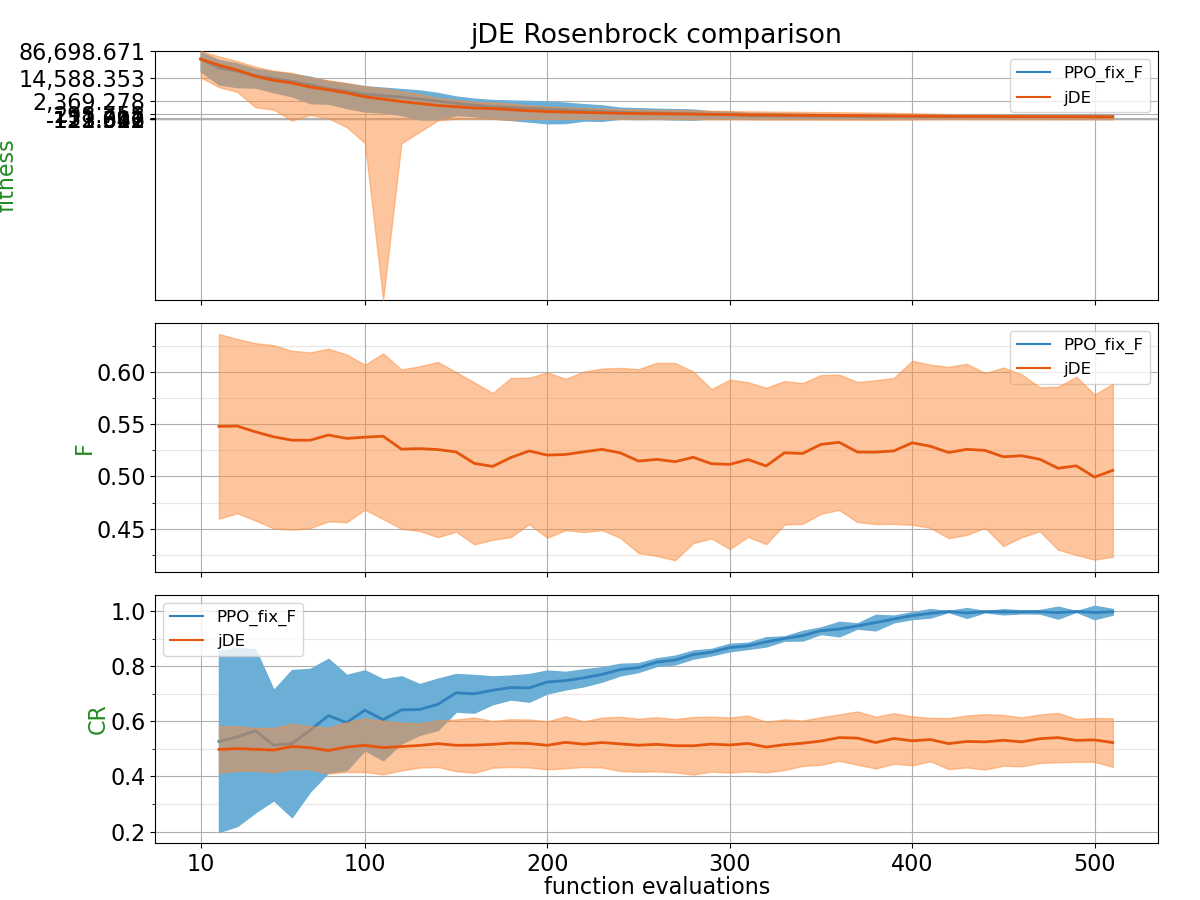 jDE Rosenbrock comparison
86,698.671
14,588.353
2,369.278
fitness
PPO_fix_F
jDE
0.60
0.55
0.50
0.45
F
PPO_fix_F
jDE
1.0
0.8
0.6
0.4
0.2
CR
PPO_fix_F
jDE
10 100 200 300 400 500
function evaluations